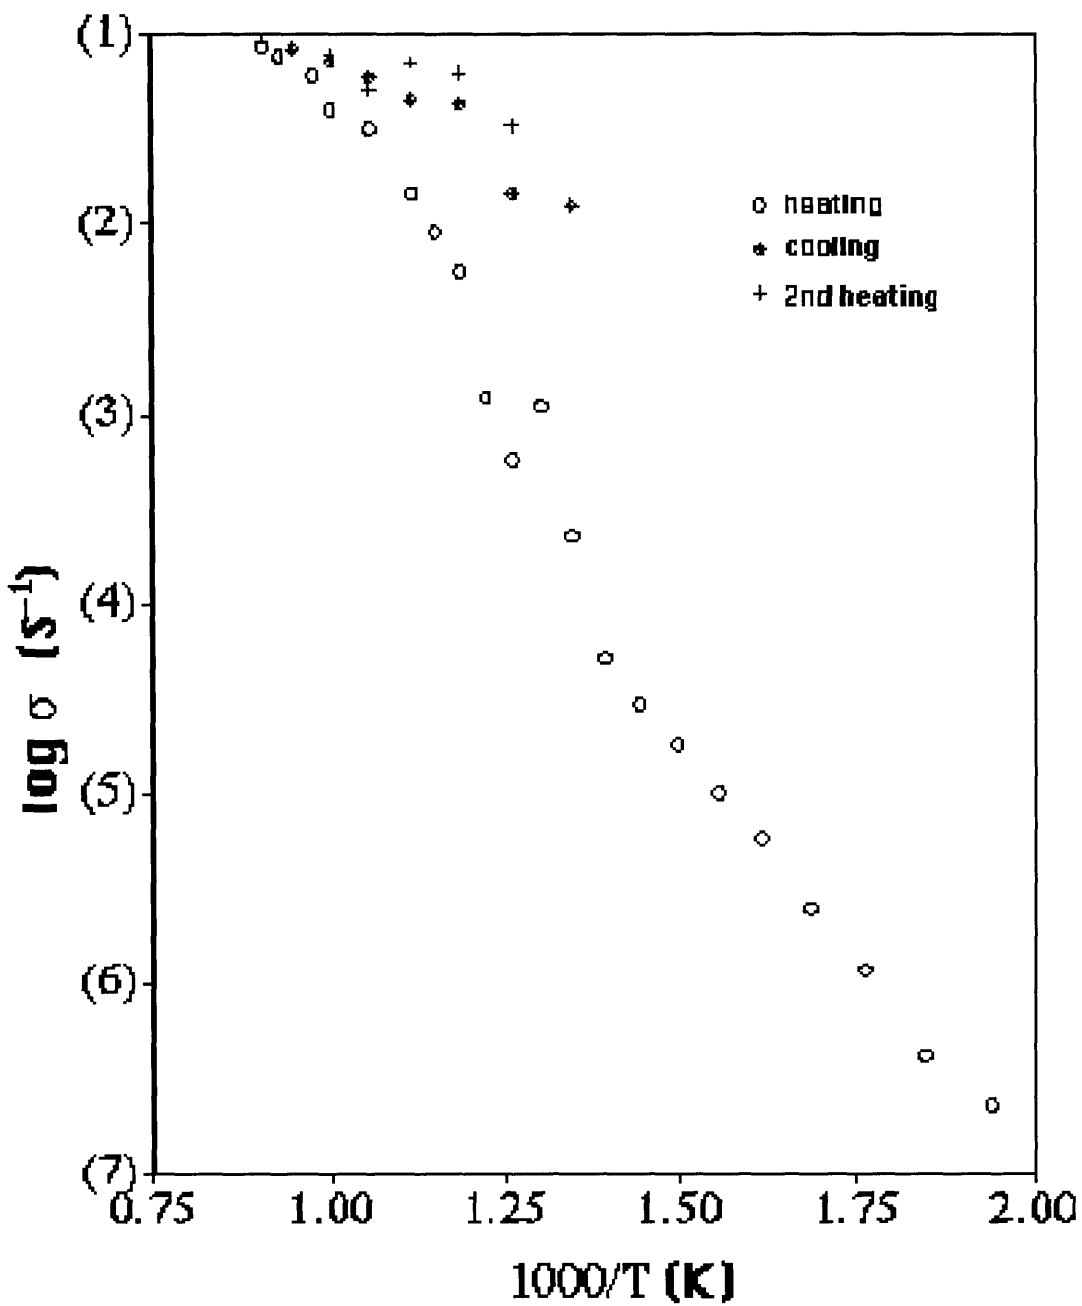 (1)
(2)
(3)
(4)
(5)
(6)
(7)
log σ (S⁻¹)
heating
cooling
2nd heating
0.75 1.00 1.25 1.50 1.75 2.00
1000/T (K)